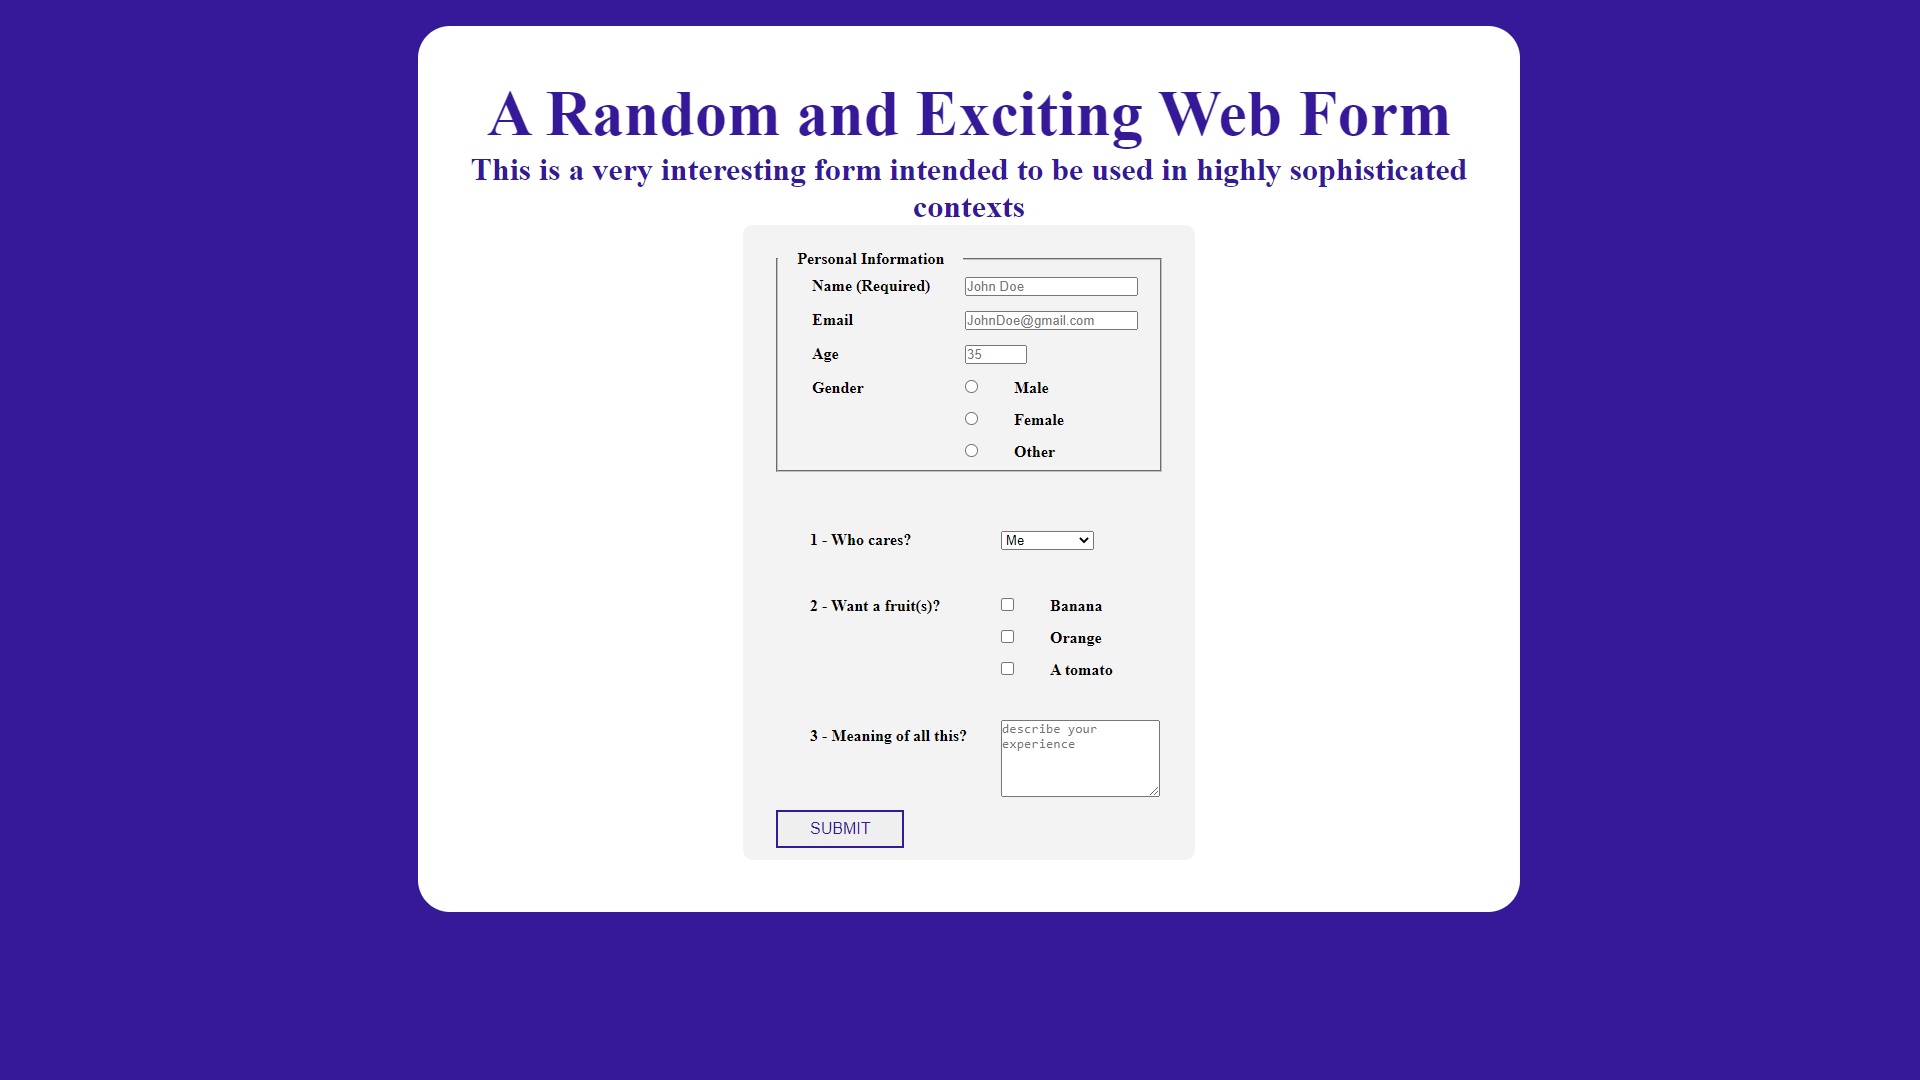 A Random and Exciting Web Form
This is a very interesting form intended to be used in highly sophisticated
contexts
Personal Information
Name (Required) John Doe
Email JohnDoe@gmail.com
Age 35
Gender Male
Female
Other
1 - Who cares? Me
2 - Want a fruit(s)? Banana
Orange
A tomato
3 - Meaning of all this? describe your
experience
SUBMIT